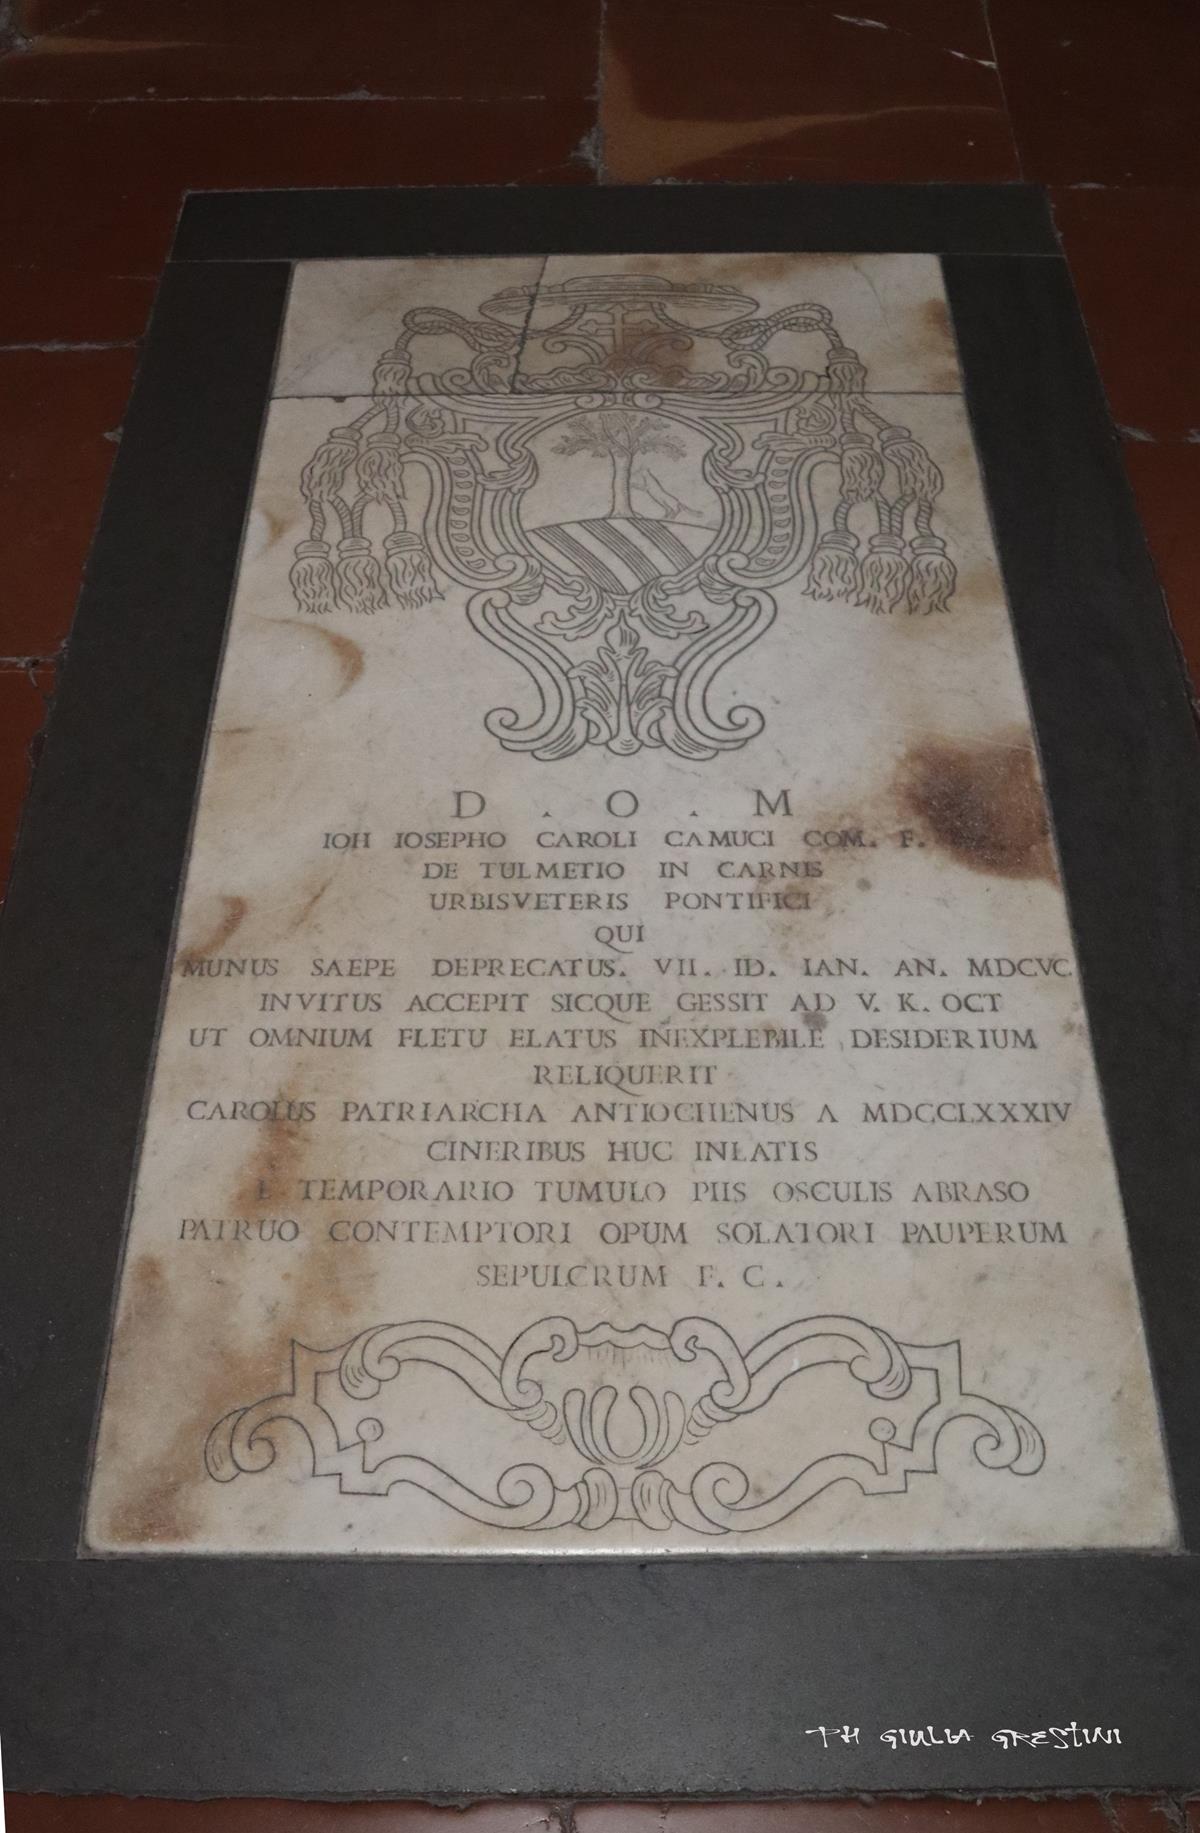 D . O . M
IOH IOSEPHO CAROLI CAMUCI COM. F.
DE TULMETIO IN CARNIS
URBISVETERIS PONTIFICI
QUI
MUNUS SAEPE DEPRECATUS. VII. ID. IAN. AN. MDCVC
INVITUS ACCEPIT SICQUE GESSIT AD V. K. OCT
UT OMNIUM FLETU ELATUS INEXPLEBILE DESIDERIUM
RELIQUERIT
CAROLUS PATRIARCHA ANTIOCHENUS A MDCCLXXXIV
CINERIBUS HUC INLATIS
E TEMPORARIO TUMULO PIIS OSCULIS ABRASO
PATRUO CONTEMPTORI OPUM SOLATORI PAUPERUM
SEPULCRUM F. C.
PH GIULIA GRESTINI